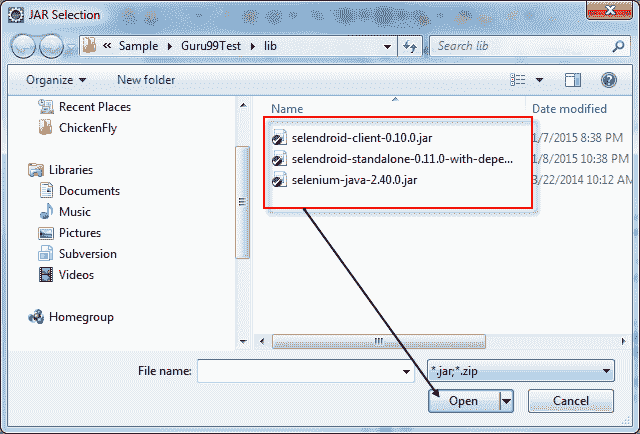 JAR Selection
« Sample Guru99Test lib
Search lib
Organize New folder
Recent Places
ChickenFly
Libraries
Documents
Music
Pictures
Subversion
Videos
Homegroup
Name Date modified
selendroid-client-0.10.0.jar 1/7/2015 8:38 PM
selendroid-standalone-0.11.0-with-depe... 1/8/2015 10:38 PM
selenium-java-2.40.0.jar 3/22/2014 10:12 AM
File name:
*.jar;*.zip
Open Cancel